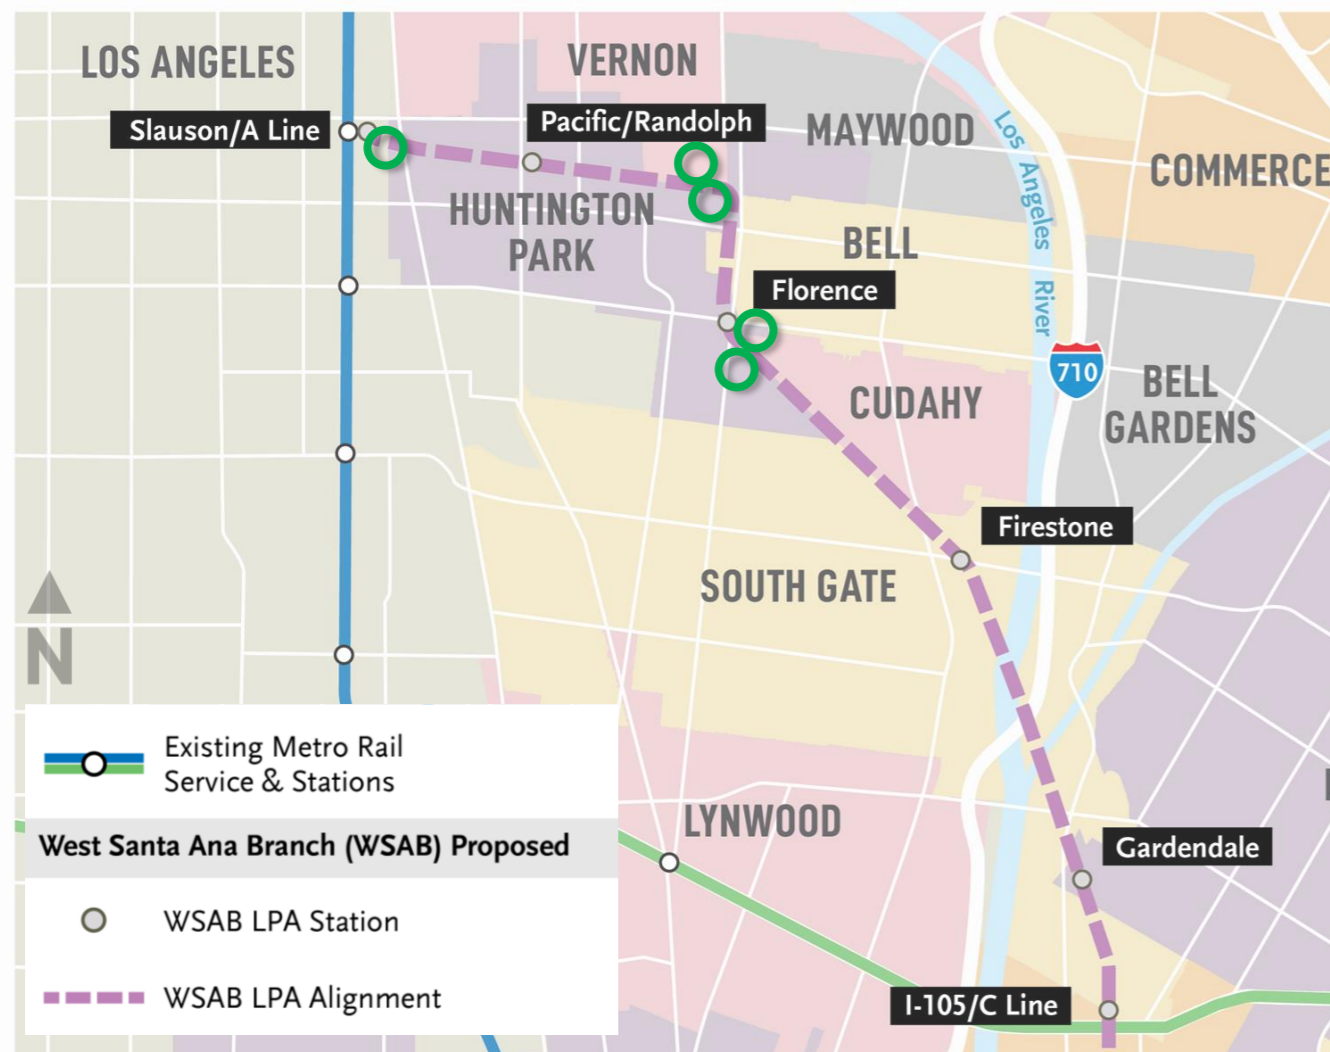 LOS ANGELES
VERNON
Slauson/A Line
Pacific/Randolph
MAYWOOD
Los Angeles River
COMMERCE
HUNTINGTON
PARK
BELL
Florence
710
BELL
GARDENS
CUDAHY
Firestone
SOUTH GATE
N
Existing Metro Rail
Service & Stations
West Santa Ana Branch (WSAB) Proposed
WSAB LPA Station
WSAB LPA Alignment
LYNWOOD
Gardendale
I-105/C Line